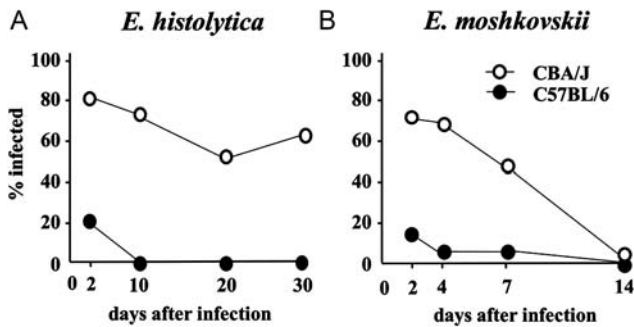 A E. histolytica
% infected
100
80
60
40
20
0
0 2 10 20 30
days after infection
B E. moshkovskii
CBA/J
C57BL/6
100
80
60
40
20
0
0 2 4 7 14
days after infection